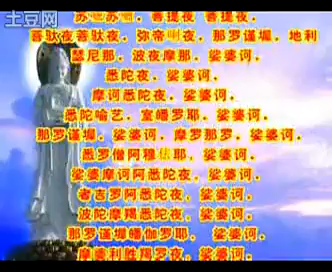 土豆网
苏嚧苏嚧，菩提夜 菩提夜．
菩驮夜菩驮夜，弥帝唎夜，那罗谨墀，地利
瑟尼那，波夜摩那，娑婆诃．
悉陀夜，娑婆诃．
摩诃悉陀夜，娑婆诃．
悉陀喻艺，室皤罗耶，娑婆诃．
那罗谨墀，娑婆诃，摩罗那罗，娑婆诃．
悉罗僧阿雅佉耶，娑婆诃．
娑婆摩诃阿悉陀夜，娑婆诃．
者吉罗阿悉陀夜，娑婆诃．
波陀摩羯悉陀夜，娑婆诃．
那罗谨墀皤伽罗耶，娑婆诃．
摩婆利胜羯罗夜，娑婆诃．